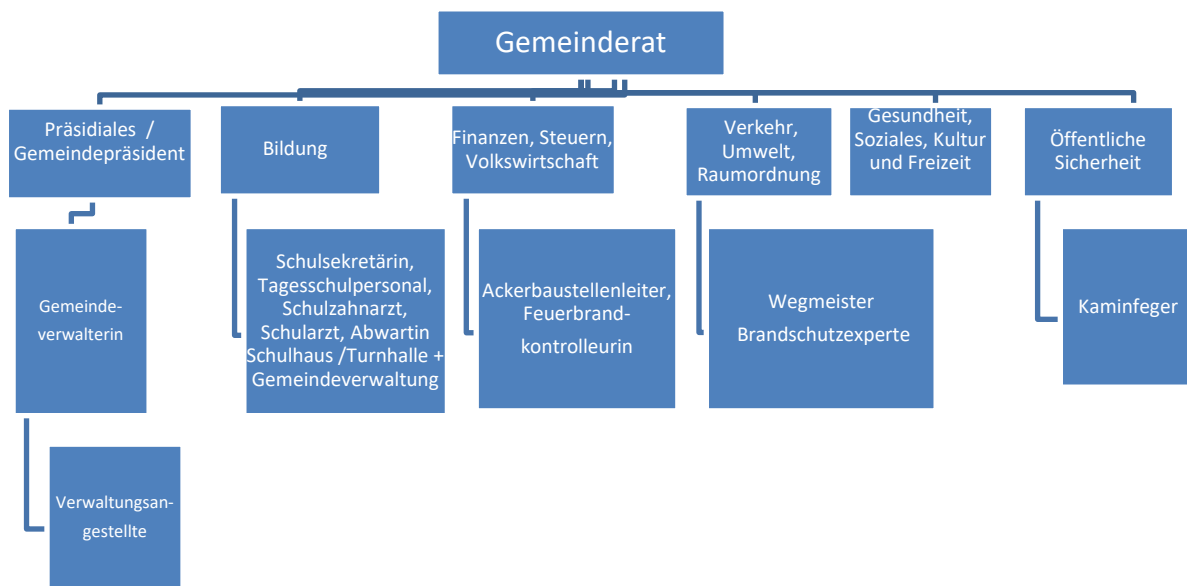 Gemeinderat
Präsidiales /
Gemeindepräsident
Bildung
Finanzen, Steuern,
Volkswirtschaft
Verkehr,
Umwelt,
Raumordnung
Gesundheit,
Soziales, Kultur
und Freizeit
Öffentliche
Sicherheit
Gemeinde-
verwalterin
Schulsekretärin,
Tagesschulpersonal,
Schulzahnarzt,
Schularzt, Abwartin
Schulhaus /Turnhalle +
Gemeindeverwaltung
Ackerbaustellenleiter,
Feuerbrand-
kontrolleurin
Wegmeister
Brandschutzexperte
Kaminfeger
Verwaltungsan-
gestellte